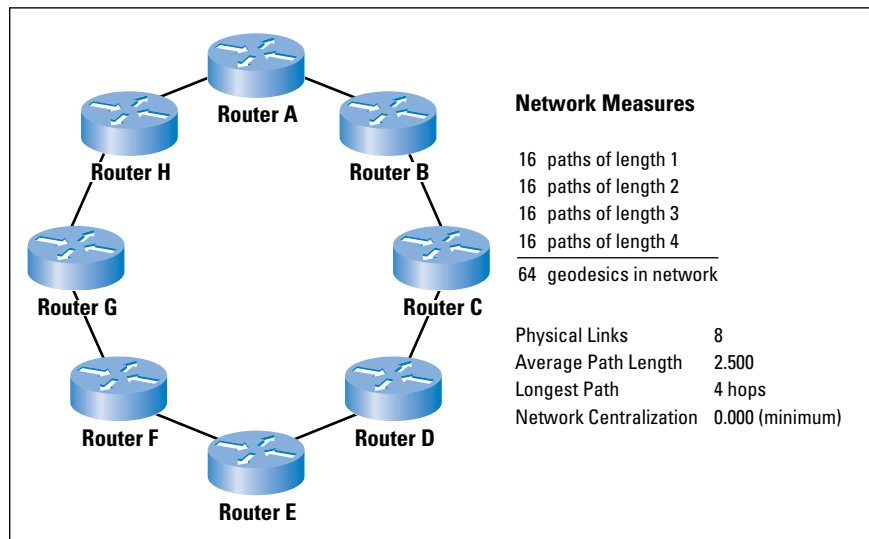 Router A
Router H
Router B
Router G
Router C
Router F
Router D
Router E
Network Measures
16 paths of length 1
16 paths of length 2
16 paths of length 3
16 paths of length 4
64 geodesics in network
Physical Links 8
Average Path Length 2.500
Longest Path 4 hops
Network Centralization 0.000 (minimum)